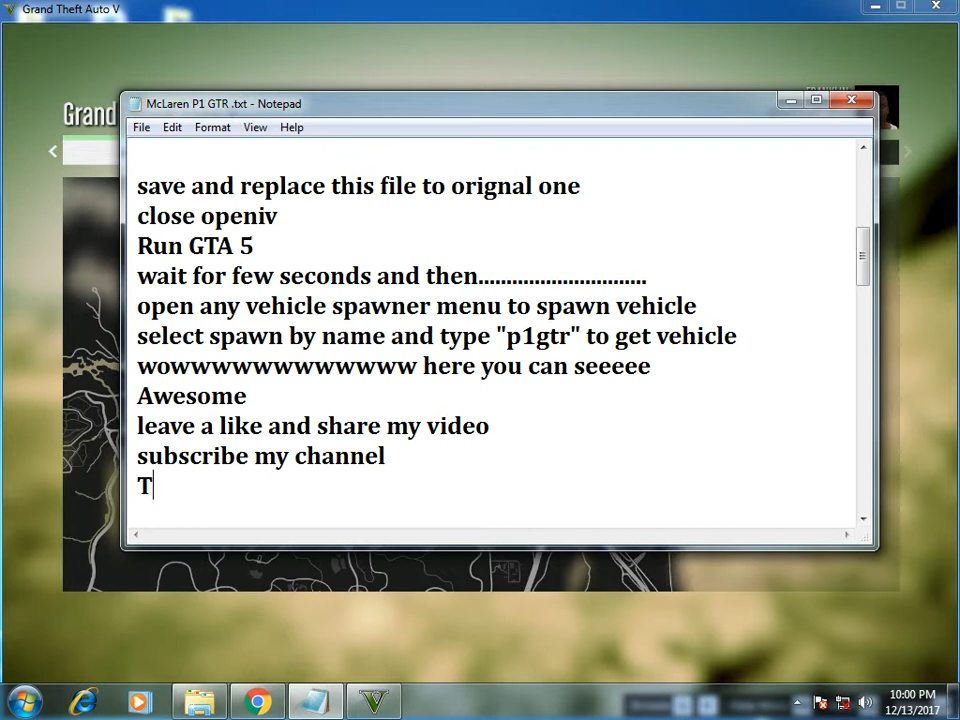 Grand Theft Auto V
McLaren P1 GTR .txt - Notepad
Grand
FRANKLIN
File Edit Format View Help
save and replace this file to orignal one
close openiv
Run GTA 5
wait for few seconds and then.............................
open any vehicle spawner menu to spawn vehicle
select spawn by name and type "p1gtr" to get vehicle
wowwwwwwwwwwwww here you can seeeee
Awesome
leave a like and share my video
subscribe my channel
T
10:00 PM
12/13/2017